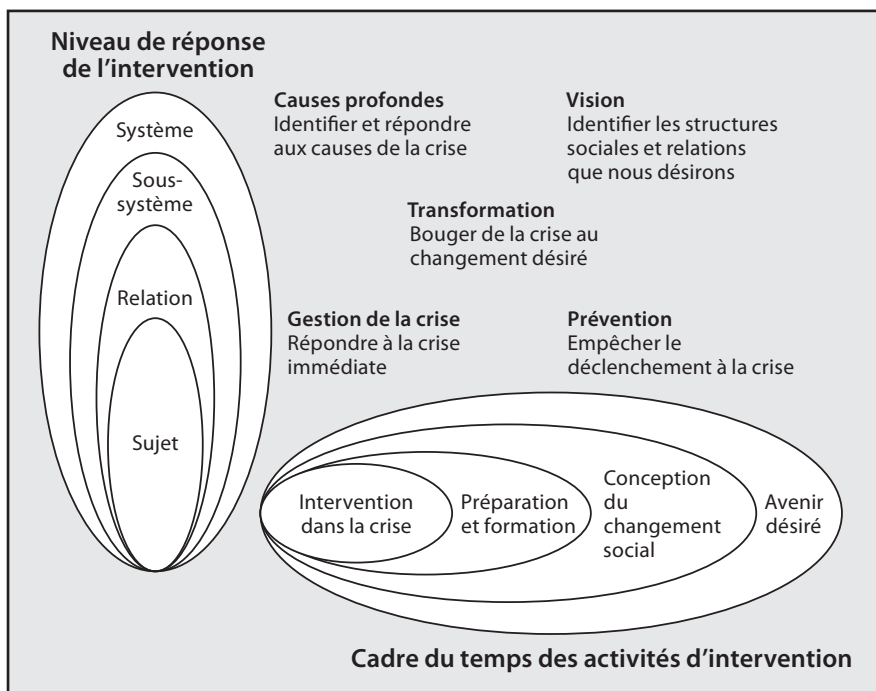 Niveau de réponse
de l’intervention
Système
Sous-
système
Relation
Sujet
Causes profondes
Identifier et répondre
aux causes de la crise
Vision
Identifier les structures
sociales et relations
que nous désirons
Transformation
Bouger de la crise au
changement désiré
Gestion de la crise
Répondre à la crise
immédiate
Prévention
Empêcher le
déclenchement à la crise
Intervention
dans la crise
Préparation
et formation
Conception
du
changement
social
Avenir
désiré
Cadre du temps des activités d’intervention